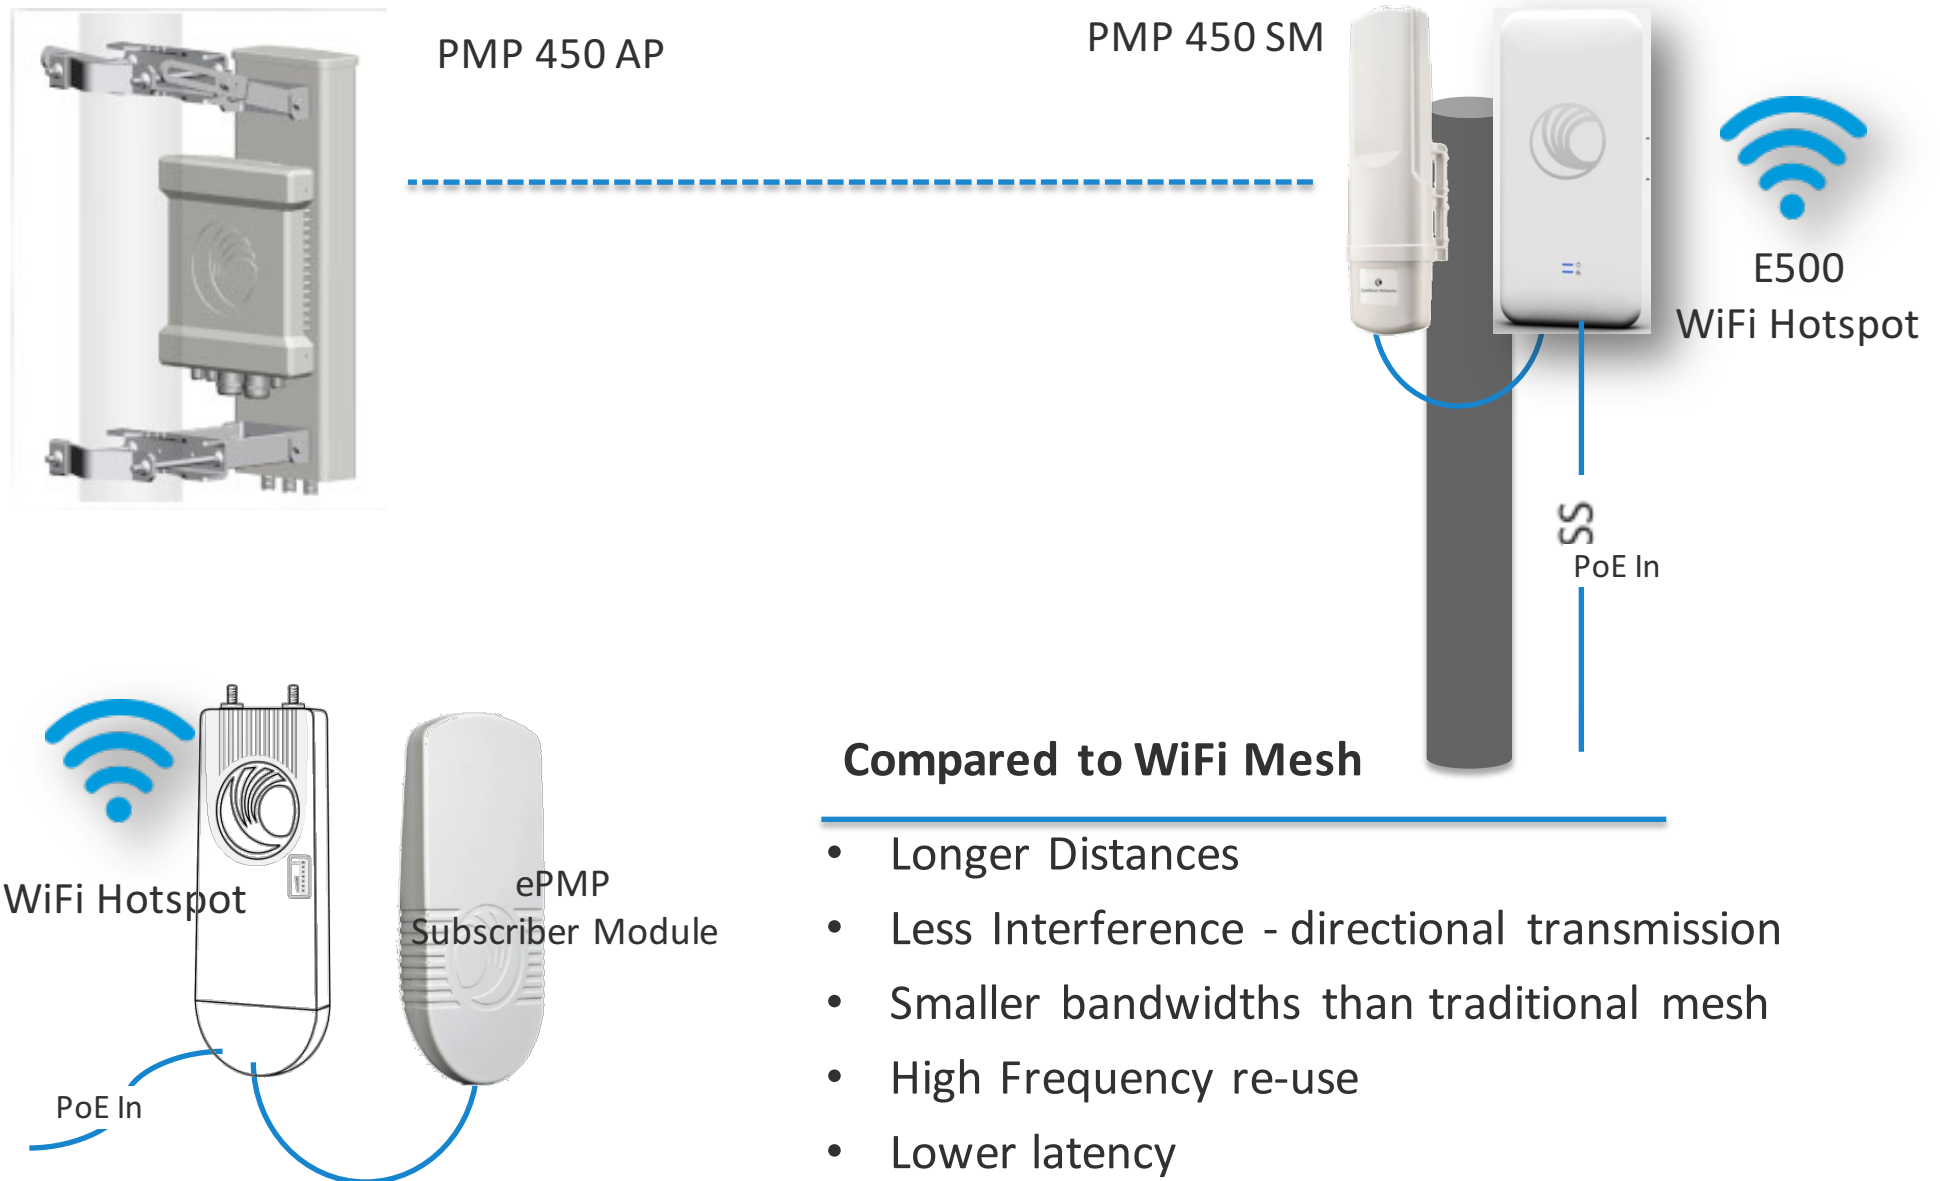 PMP 450 AP
PMP 450 SM
E500
WiFi Hotspot
SS
PoE In
WiFi Hotspot
ePMP
Subscriber Module
PoE In
Compared to WiFi Mesh
• Longer Distances
• Less Interference - directional transmission
• Smaller bandwidths than traditional mesh
• High Frequency re-use
• Lower latency